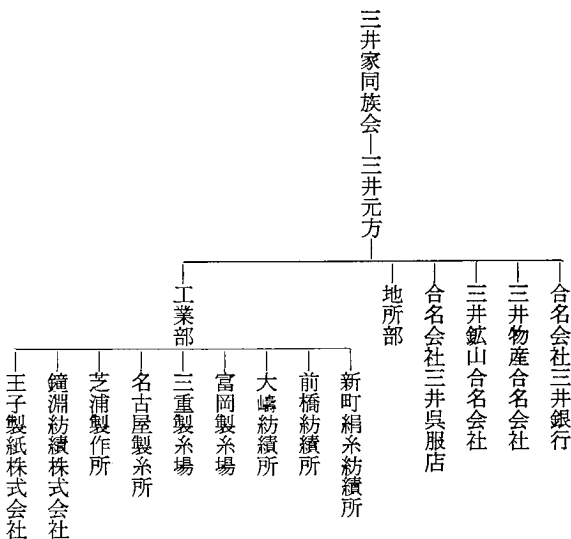 三井家同族会―三井元方
合名会社三井銀行
三井物産合名会社
三井鉱山合名会社
合名会社三井呉服店
地所部
工業部
新町絹糸紡績所
前橋紡績所
大嶹紡績所
富岡製糸場
三重製糸場
名古屋製糸所
芝浦製作所
鐘淵紡績株式会社
王子製紙株式会社